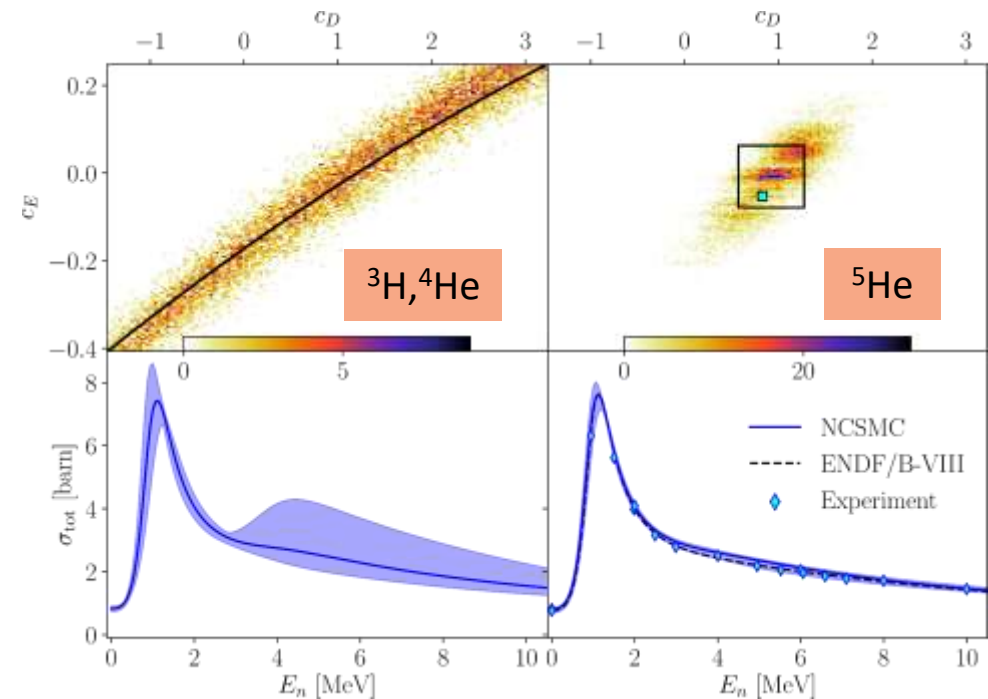 c_D c_D
−1 0 1 2 3 −1 0 1 2 3
0.2
0.0
c_E
−0.2
³H,⁴He ⁵He
−0.4
0 5 0 20
8
6
σ_tot [barn]
4
2
0
NCSMC
ENDF/B-VIII
Experiment
0 2 4 6 8 10 0 2 4 6 8 10
E_n [MeV] E_n [MeV]